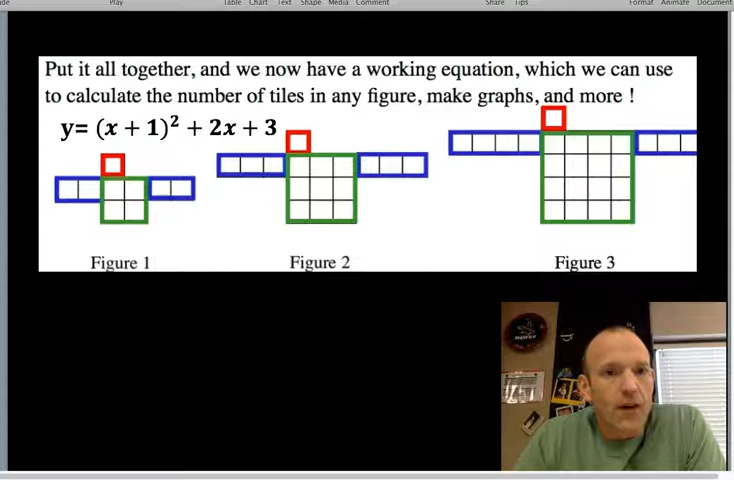 Play Table Chart Text Shape Media Comment Share Tips Format Animate Document
Put it all together, and we now have a working equation, which we can use
to calculate the number of tiles in any figure, make graphs, and more !
y= (x + 1)² + 2x + 3
Figure 1 Figure 2 Figure 3